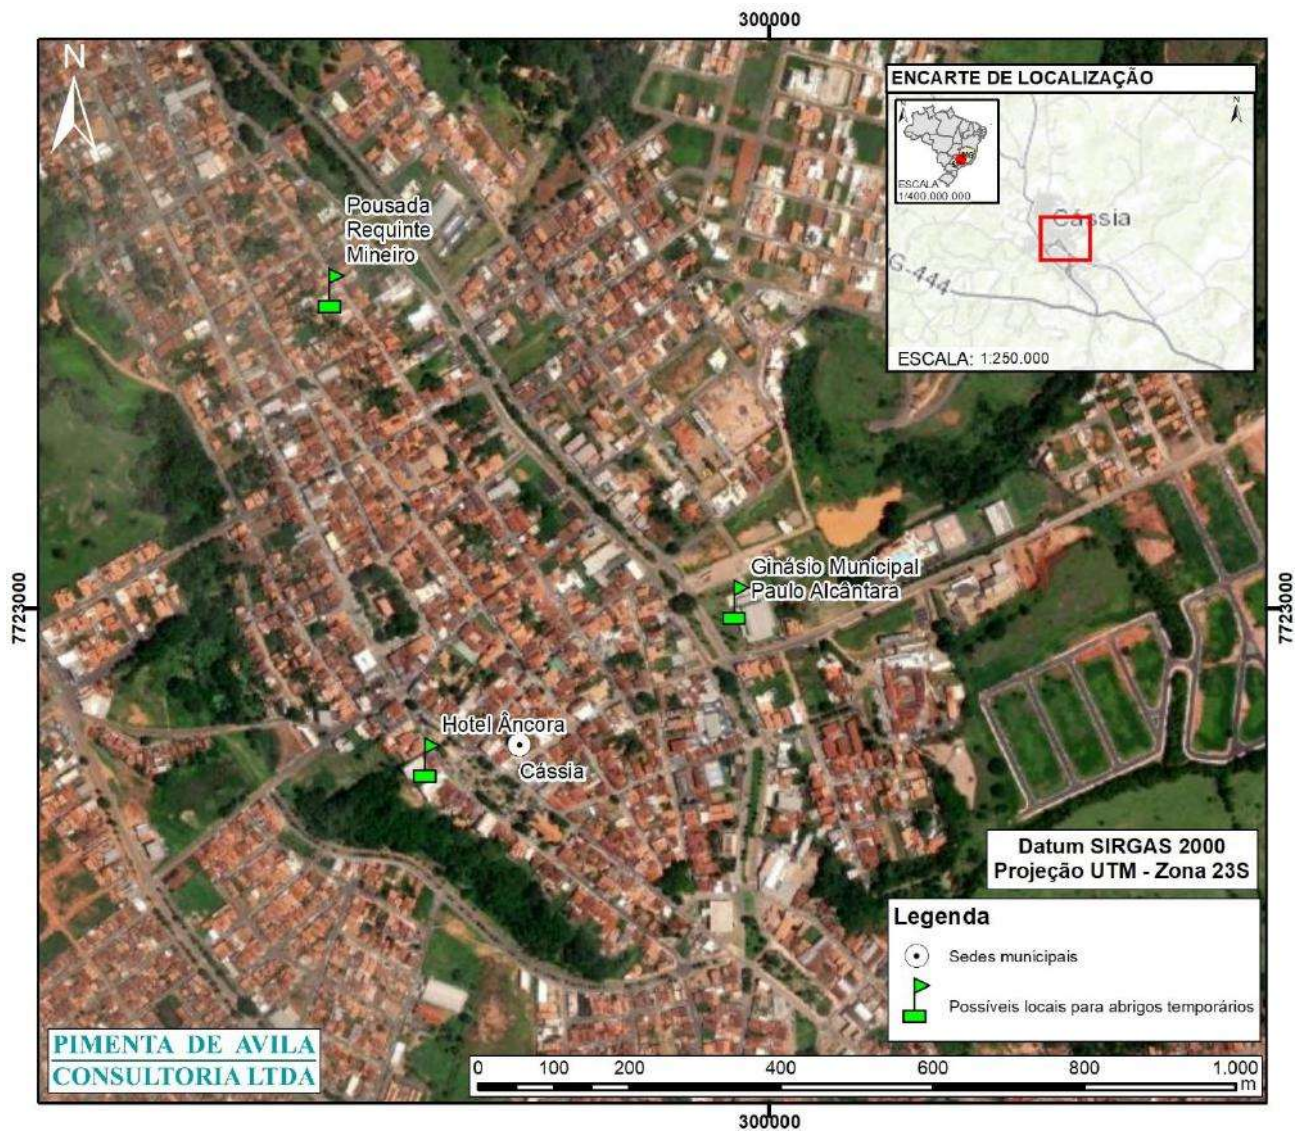 300000
N
ENCARTE DE LOCALIZAÇÃO
ESCALA
1/400.000.000
Cássia
MG-444
ESCALA: 1:250.000
Pousada
Requinte
Mineiro
Ginásio Municipal
Paulo Alcântara
7723000
7723000
Hotel Âncora
Cássia
Datum SIRGAS 2000
Projeção UTM - Zona 23S
Legenda
Sedes municipais
Possíveis locais para abrigos temporários
PIMENTA DE AVILA
CONSULTORIA LTDA
0 100 200 400 600 800 1.000
m
300000